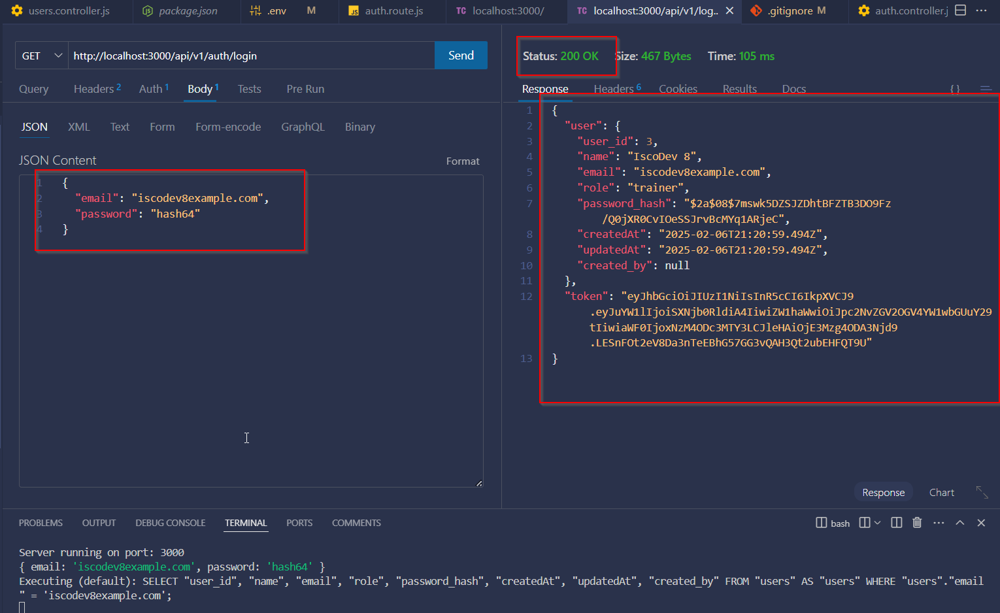 users.controller.js package.json .env M auth.route.js TC localhost:3000/ TC localhost:3000/api/v1/log.. .gitignore M auth.controller.j ···
GET http://localhost:3000/api/v1/auth/login Send
Query Headers 2 Auth 1 Body 1 Tests Pre Run
JSON XML Text Form Form-encode GraphQL Binary
JSON Content Format
1 {
2 "email": "iscodev8example.com",
3 "password": "hash64"
4 }
Status: 200 OK Size: 467 Bytes Time: 105 ms
Response Headers 6 Cookies Results Docs { }
1 {
2 "user": {
3 "user_id": 3,
4 "name": "IscoDev 8",
5 "email": "iscodev8example.com",
6 "role": "trainer",
7 "password_hash": "$2a$08$7mswk5DZSJZDhtBFZTB3DO9Fz
/Q0jXR0CvIOeSSJrvBcMYq1ARjeC",
8 "createdAt": "2025-02-06T21:20:59.494Z",
9 "updatedAt": "2025-02-06T21:20:59.494Z",
10 "created_by": null
11 },
12 "token": "eyJhbGciOiJIUzI1NiIsInR5cCI6IkpXVCJ9
.eyJuYW1lIjoiSXNjb0RldiA4IiwiZW1haWwiOiJpc2NvZGV2OGV4YW1wbGUuY29
tIiwiaWF0IjoxNzM4ODc3MTY3LCJleHAiOjE3Mzg4ODA3Njd9
.LESnFOt2eV8Da3nTeEBhG57GG3vQAH3Qt2ubEHFQT9U"
13 }
Response Chart
PROBLEMS OUTPUT DEBUG CONSOLE TERMINAL PORTS COMMENTS bash ···
Server running on port: 3000
{ email: 'iscodev8example.com', password: 'hash64' }
Executing (default): SELECT "user_id", "name", "email", "role", "password_hash", "createdAt", "updatedAt", "created_by" FROM "users" AS "users" WHERE "users"."email
" = 'iscodev8example.com';